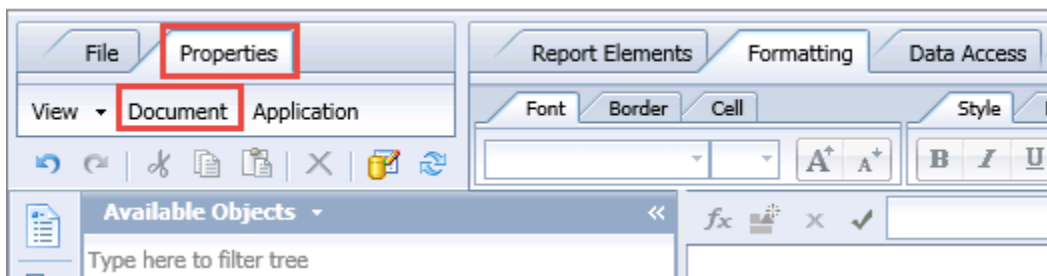 File Properties Report Elements Formatting Data Access
View Document Application Font Border Cell Style
A A B I U
Available Objects fx
Type here to filter tree